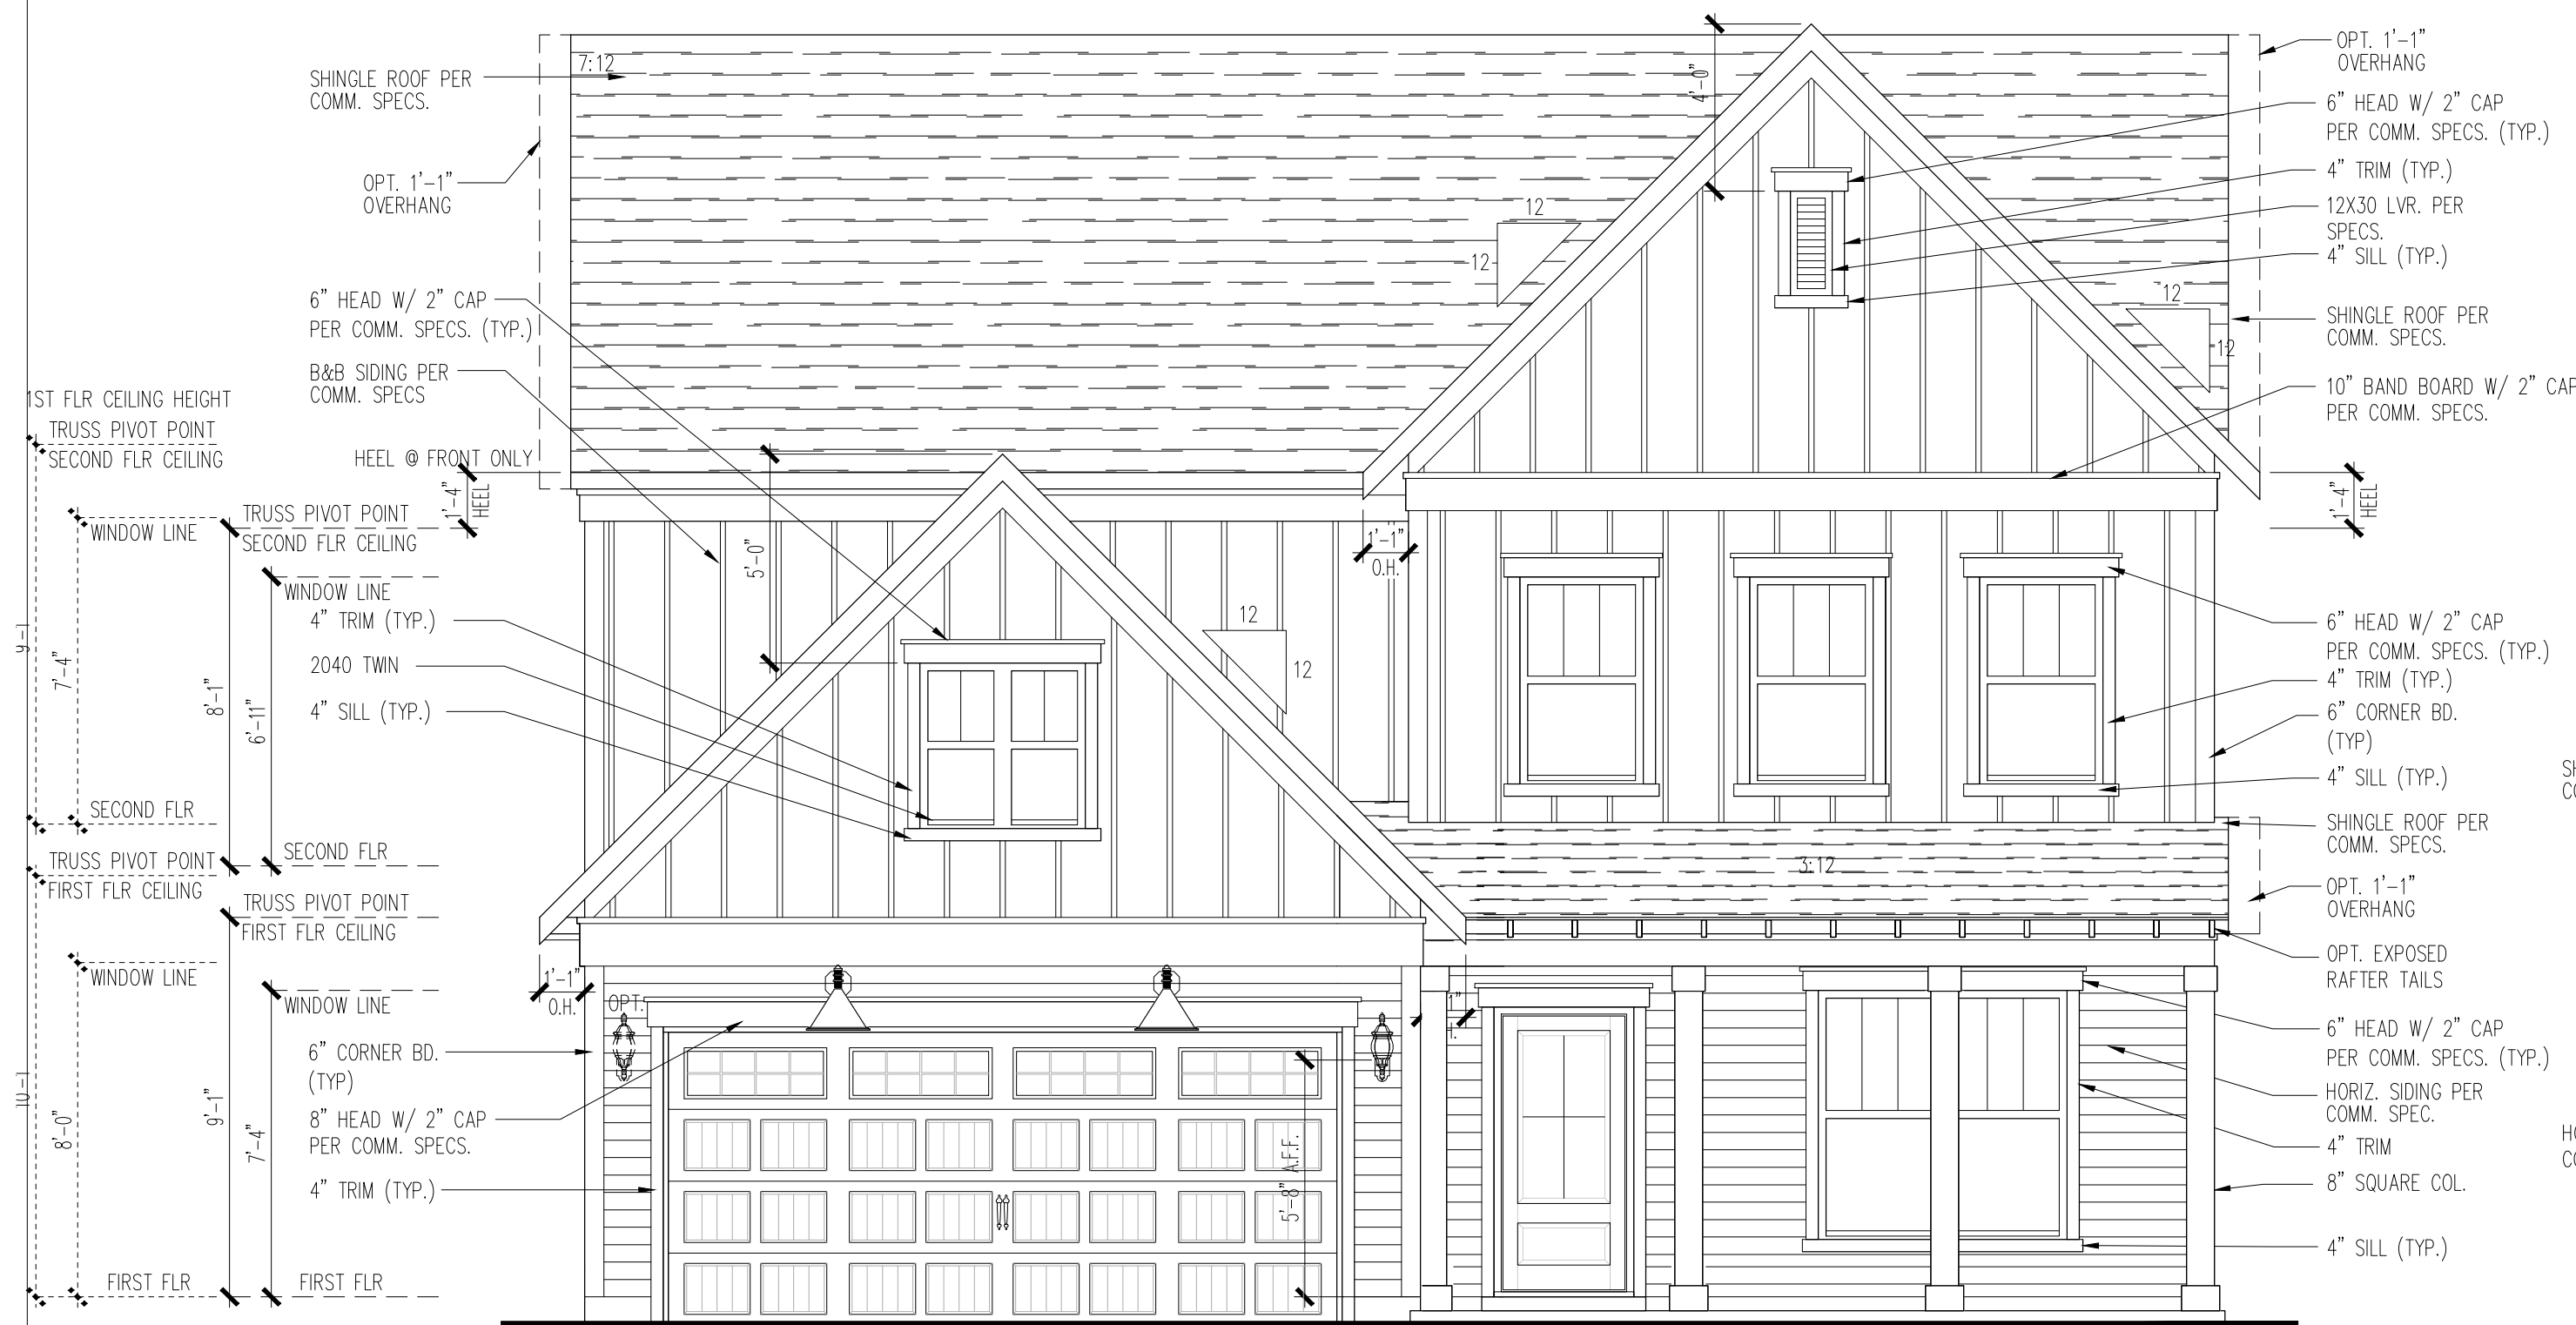 SHINGLE ROOF PER
COMM. SPECS.
7:12
OPT. 1'-1"
OVERHANG
6" HEAD W/ 2" CAP
PER COMM. SPECS. (TYP.)
B&B SIDING PER
COMM. SPECS
1ST FLR CEILING HEIGHT
TRUSS PIVOT POINT
SECOND FLR CEILING
HEEL @ FRONT ONLY
1'-4"
HEEL
WINDOW LINE
TRUSS PIVOT POINT
SECOND FLR CEILING
WINDOW LINE
4" TRIM (TYP.)
2040 TWIN
4" SILL (TYP.)
9-1
7'-4"
8'-1"
6'-11"
SECOND FLR
SECOND FLR
TRUSS PIVOT POINT
FIRST FLR CEILING
TRUSS PIVOT POINT
FIRST FLR CEILING
WINDOW LINE
WINDOW LINE
10-1
8'-0"
9'-1"
7'-4"
FIRST FLR
FIRST FLR
6" CORNER BD.
(TYP)
8" HEAD W/ 2" CAP
PER COMM. SPECS.
4" TRIM (TYP.)
1'-1"
O.H.
OPT.
5'-0"
12
12
4'-0"
12
12
12
12
1'-1"
O.H.
3:12
1"
H.
5'-8" A.F.F.
OPT. 1'-1"
OVERHANG
6" HEAD W/ 2" CAP
PER COMM. SPECS. (TYP.)
4" TRIM (TYP.)
12X30 LVR. PER
SPECS.
4" SILL (TYP.)
SHINGLE ROOF PER
COMM. SPECS.
10" BAND BOARD W/ 2" CAP
PER COMM. SPECS.
1'-4"
HEEL
6" HEAD W/ 2" CAP
PER COMM. SPECS. (TYP.)
4" TRIM (TYP.)
6" CORNER BD.
(TYP)
4" SILL (TYP.)
SHINGLE ROOF PER
COMM. SPECS.
OPT. 1'-1"
OVERHANG
OPT. EXPOSED
RAFTER TAILS
6" HEAD W/ 2" CAP
PER COMM. SPECS. (TYP.)
HORIZ. SIDING PER
COMM. SPEC.
4" TRIM
8" SQUARE COL.
4" SILL (TYP.)